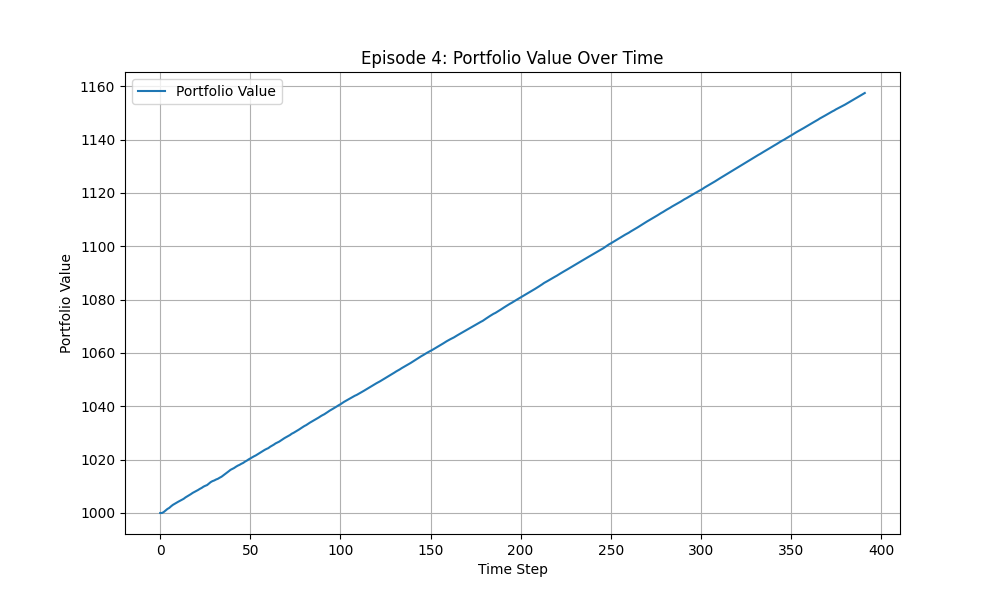 Episode 4: Portfolio Value Over Time
Portfolio Value
Portfolio Value
1160
1140
1120
1100
1080
1060
1040
1020
1000
0 50 100 150 200 250 300 350 400
Time Step